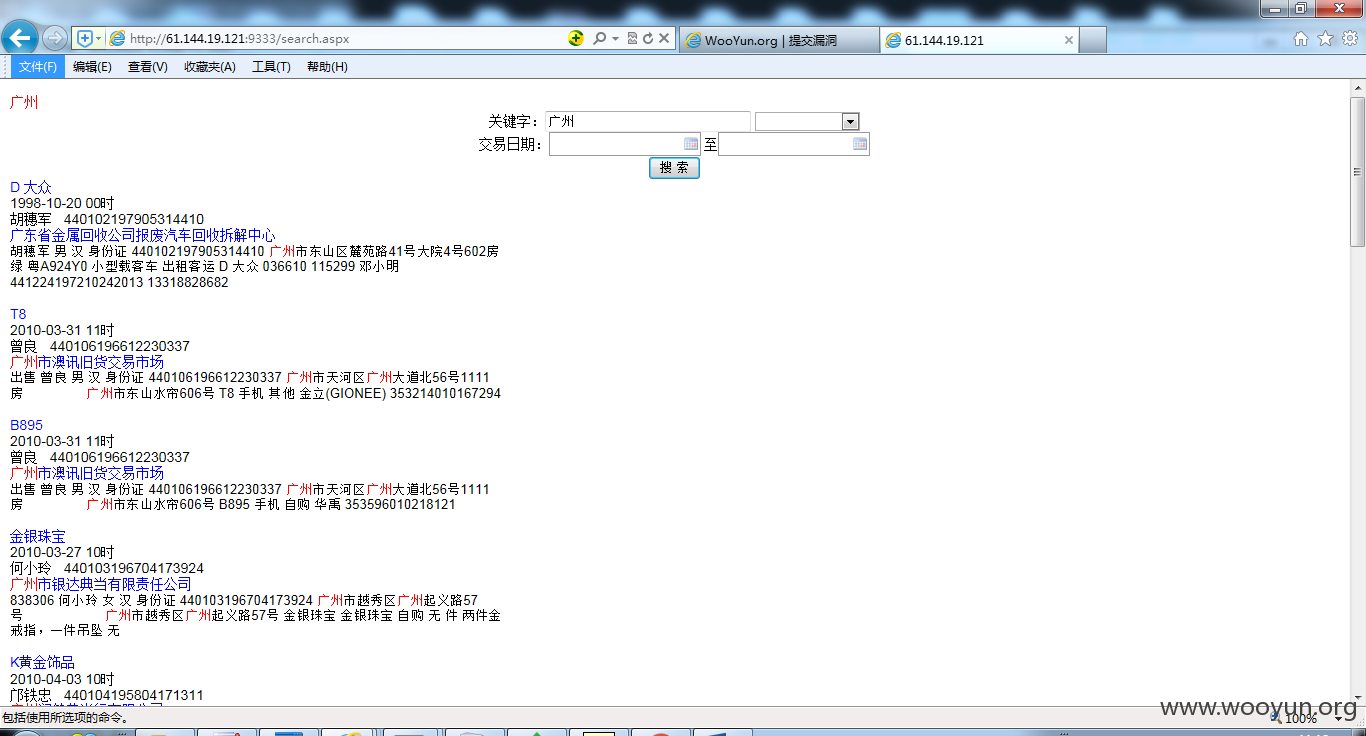 http://61.144.19.121:9333/search.aspx
WooYun.org | 提交漏洞
61.144.19.121
文件(F) 编辑(E) 查看(V) 收藏夹(A) 工具(T) 帮助(H)
广州
关键字： 广州
交易日期： 至
搜 索
D 大众
1998-10-20 00时
胡穗军 440102197905314410
广东省金属回收公司报废汽车回收拆解中心
胡穗军 男 汉 身份证 440102197905314410 广州市东山区麓苑路41号大院4号602房
绿 粤A924Y0 小型载客车 出租客运 D 大众 036610 115299 邓小明
441224197210242013 13318828682
T8
2010-03-31 11时
曾良 440106196612230337
广州市澳讯旧货交易市场
出售 曾良 男 汉 身份证 440106196612230337 广州市天河区广州大道北56号1111
房 广州市东山水帘606号 T8 手机 其他 金立(GIONEE) 353214010167294
B895
2010-03-31 11时
曾良 440106196612230337
广州市澳讯旧货交易市场
出售 曾良 男 汉 身份证 440106196612230337 广州市天河区广州大道北56号1111
房 广州市东山水帘606号 B895 手机 自购 华禹 353596010218121
金银珠宝
2010-03-27 10时
何小玲 440103196704173924
广州市银达典当有限责任公司
838306 何小玲 女 汉 身份证 440103196704173924 广州市越秀区广州起义路57
号 广州市越秀区广州起义路57号 金银珠宝 金银珠宝 自购 无 件 两件金
戒指，一件吊坠 无
K黄金饰品
2010-04-03 10时
邝铁忠 440104195804171311
包括使用所选项的命令。
www.wooyun.org
100%